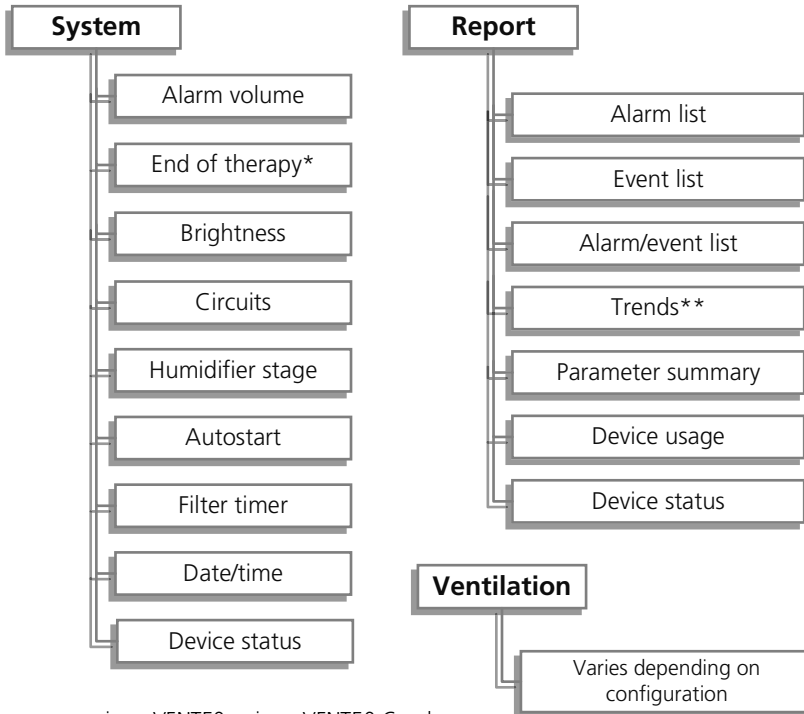 System
Alarm volume
End of therapy*
Brightness
Circuits
Humidifier stage
Autostart
Filter timer
Date/time
Device status
Report
Alarm list
Event list
Alarm/event list
Trends**
Parameter summary
Device usage
Device status
Ventilation
Varies depending on
configuration